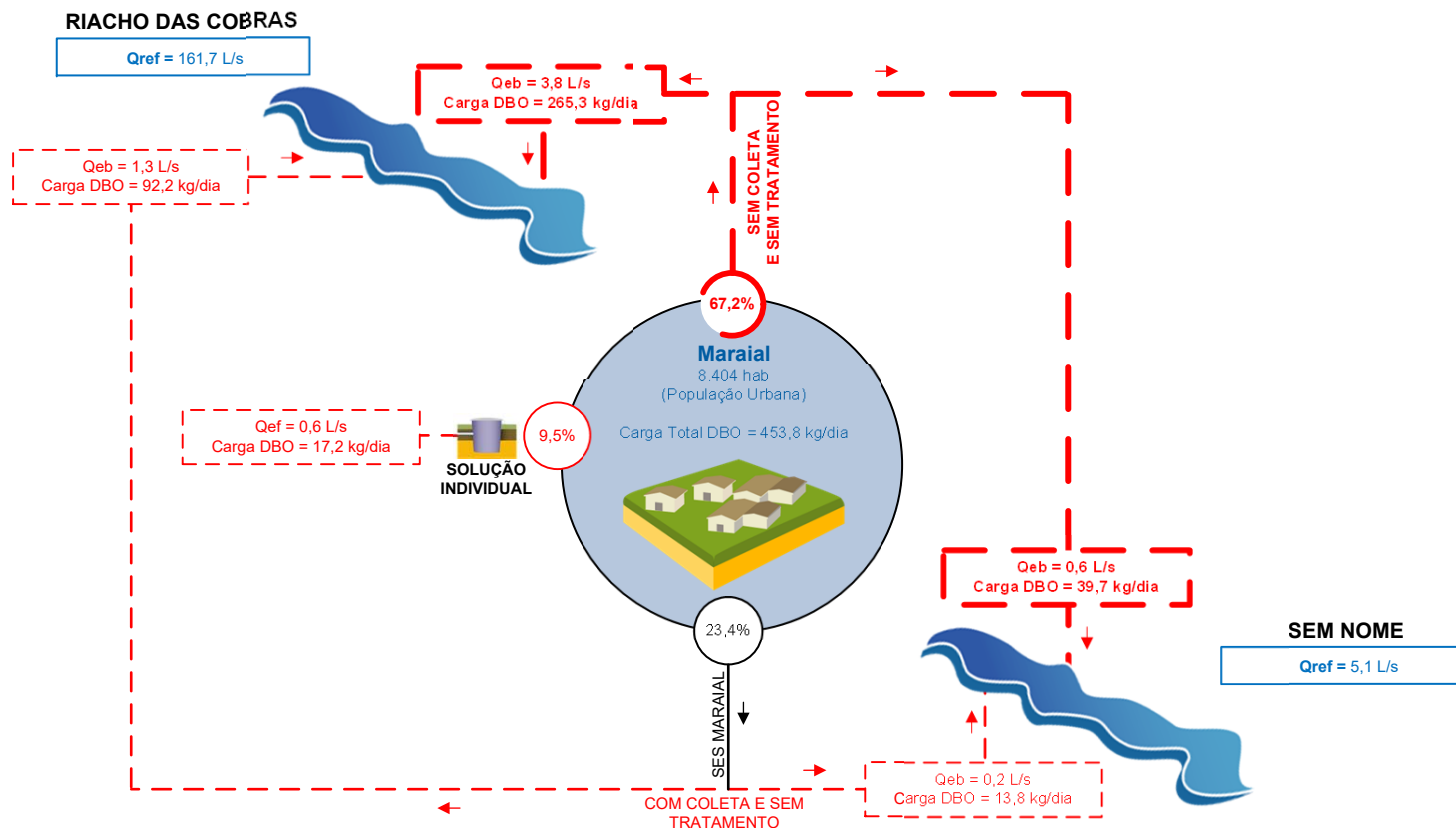 RIACHO DAS COBRAS
Qref = 161,7 L/s
Qeb = 3,8 L/s
Carga DBO = 265,3 kg/dia
Qeb = 1,3 L/s
Carga DBO = 92,2 kg/dia
SEM COLETA
E SEM TRATAMENTO
67,2%
Maraial
8.404 hab
(População Urbana)
Carga Total DBO = 453,8 kg/dia
Qef = 0,6 L/s
Carga DBO = 17,2 kg/dia
9,5%
SOLUÇÃO
INDIVIDUAL
Qeb = 0,6 L/s
Carga DBO = 39,7 kg/dia
SEM NOME
Qref = 5,1 L/s
23,4%
SES MARAIAL
Qeb = 0,2 L/s
Carga DBO = 13,8 kg/dia
COM COLETA E SEM
TRATAMENTO